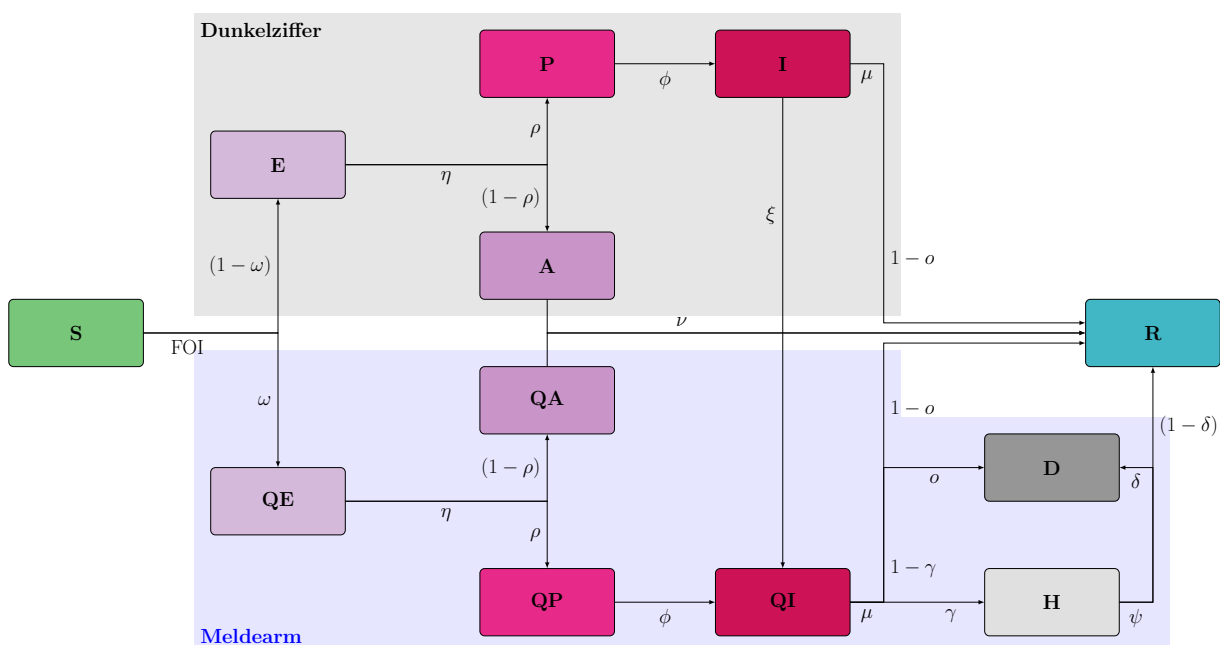 Dunkelziffer
P
ϕ
I
μ
ρ
E
η
(1 − ρ)
ξ
A
(1 − ω)
1 − o
S
FOI
ν
R
ω
QA
1 − o
(1 − δ)
(1 − ρ)
D
o
δ
QE
η
ρ
1 − γ
QP
ϕ
QI
μ
γ
H
ψ
Meldearm